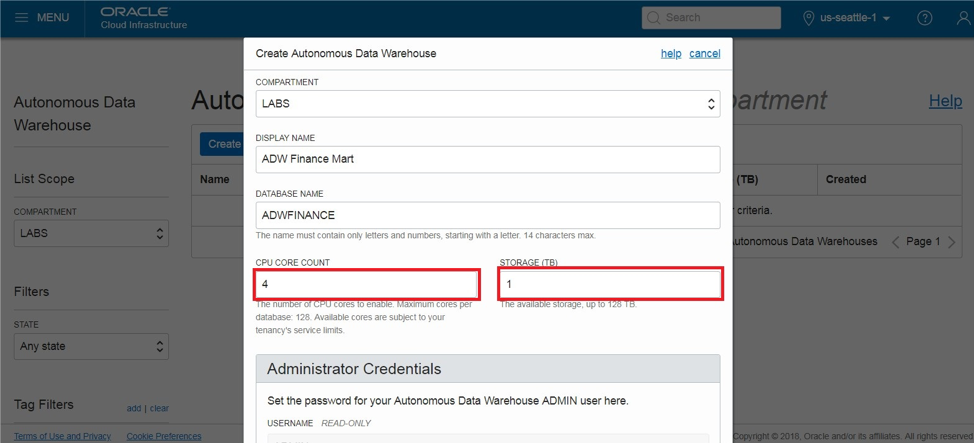 MENU
ORACLE
Cloud Infrastructure
Search
us-seattle-1
Create Autonomous Data Warehouse
help
cancel
COMPARTMENT
LABS
DISPLAY NAME
ADW Finance Mart
DATABASE NAME
ADWFINANCE
The name must contain only letters and numbers, starting with a letter. 14 characters max.
CPU CORE COUNT
4
The number of CPU cores to enable. Maximum cores per
database: 128. Available cores are subject to your
tenancy's service limits.
STORAGE (TB)
1
The available storage, up to 128 TB.
Administrator Credentials
Set the password for your Autonomous Data Warehouse ADMIN user here.
USERNAME READ-ONLY
Autonomous Data
Warehouse
List Scope
COMPARTMENT
LABS
Filters
STATE
Any state
Tag Filters
add | clear
Auto
partment
Help
Create
Name
(TB)
Created
criteria.
utonomous Data Warehouses
Page 1
Terms of Use and Privacy
Cookie Preferences
Copyright © 2018, Oracle and/or its affiliates. All rights reserved.